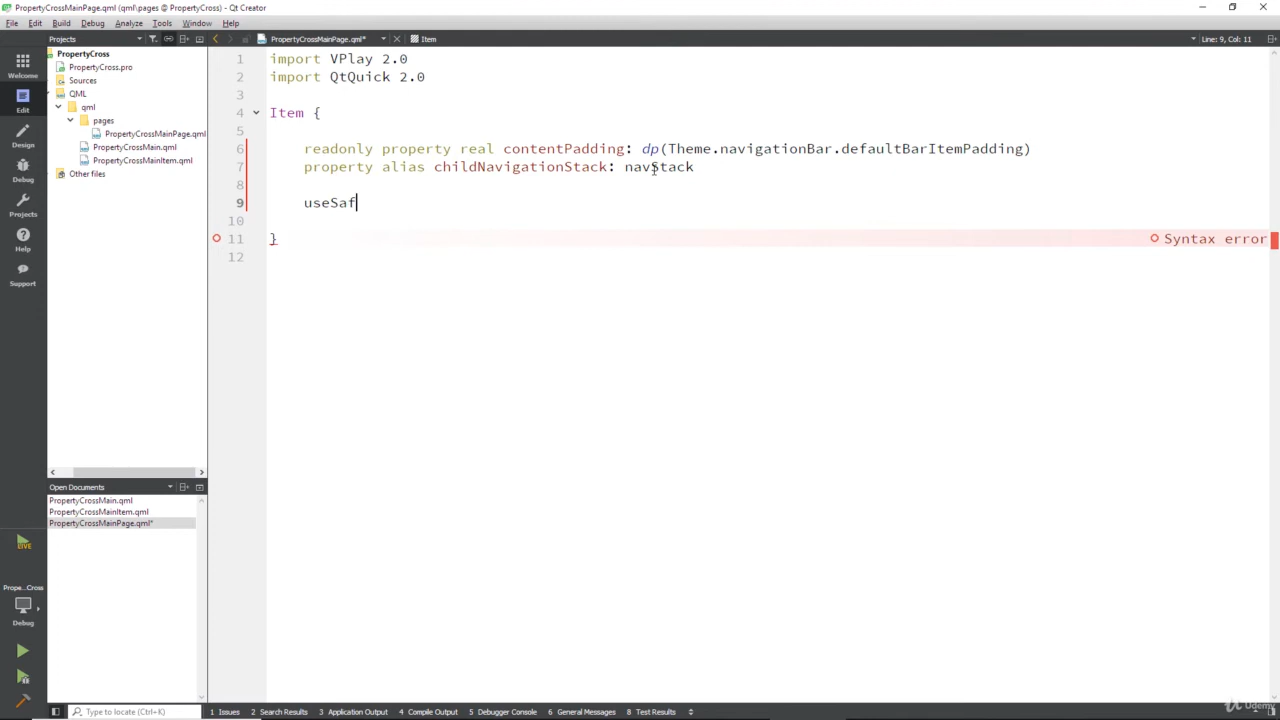 PropertyCrossMainPage.qml (qml\pages @ PropertyCross) - Qt Creator
File Edit Build Debug Analyze Tools Window Help
Projects PropertyCrossMainPage.qml* Item Line: 9, Col: 11
Welcome
Edit
Design
Debug
Projects
Help
Support
PropertyCross
PropertyCross.pro
Sources
QML
qml
pages
PropertyCrossMainPage.qml
PropertyCrossMain.qml
PropertyCrossMainItem.qml
Other files
1 import VPlay 2.0
2 import QtQuick 2.0
3
4 Item {
5
6 readonly property real contentPadding: dp(Theme.navigationBar.defaultBarItemPadding)
7 property alias childNavigationStack: navStack
8
9 useSaf
10
11 } Syntax error
12
Open Documents
PropertyCrossMain.qml
PropertyCrossMainItem.qml
PropertyCrossMainPage.qml*
LIVE
Prope...Cross
Debug
Type to locate (Ctrl+K) 1 Issues 2 Search Results 3 Application Output 4 Compile Output 5 Debugger Console 6 General Messages 8 Test Results
Udemy